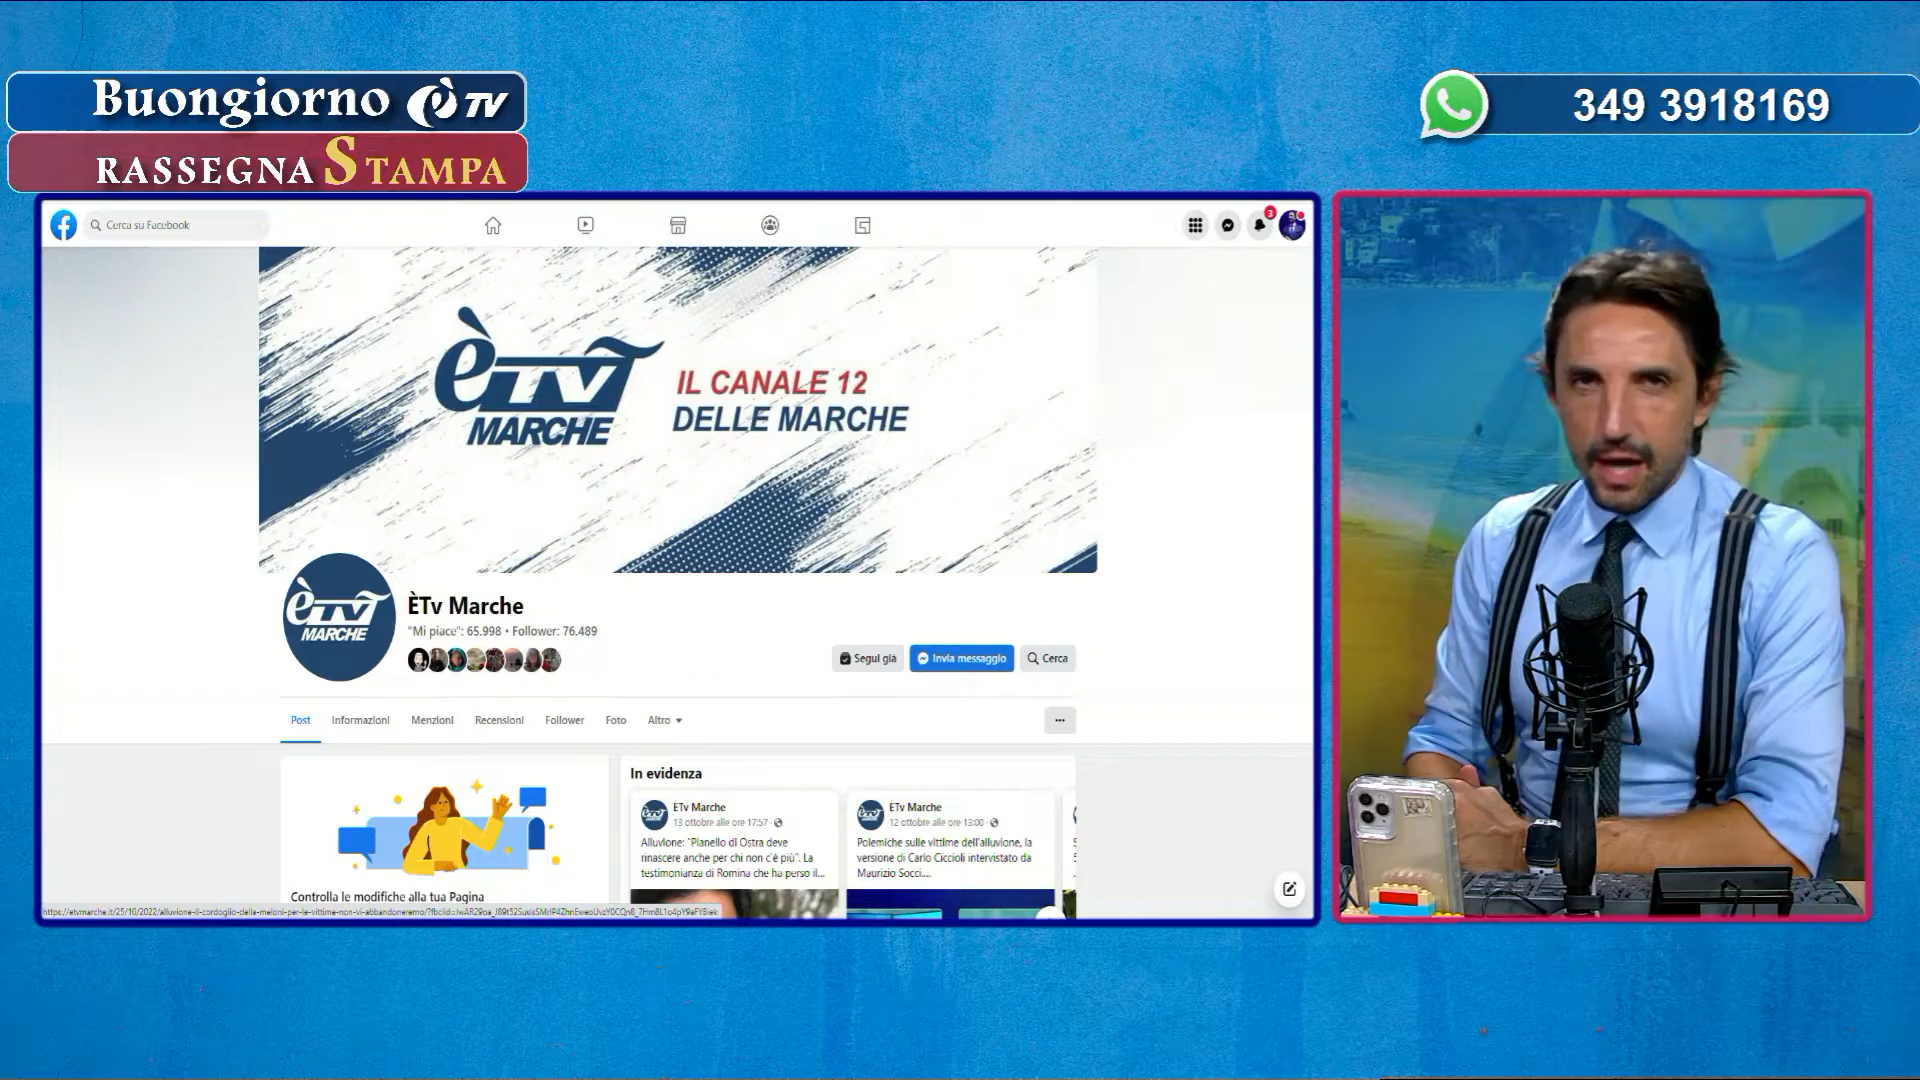 Buongiorno è TV
RASSEGNA STAMPA
349 3918169
Cerca su Facebook
3
èTV
MARCHE
IL CANALE 12
DELLE MARCHE
èTV
MARCHE
ÈTv Marche
"Mi piace": 65.998 • Follower: 76.489
Segui già
Invia messaggio
Cerca
Post
Informazioni
Menzioni
Recensioni
Follower
Foto
Altro
In evidenza
ÈTv Marche
13 ottobre alle ore 17:57
Alluvione: "Pianello di Ostra deve
rinascere anche per chi non c'è più". La
testimonianza di Romina che ha perso il...
ÈTv Marche
12 ottobre alle ore 13:00
Polemiche sulle vittime dell'alluvione, la
versione di Carlo Ciccioli intervistato da
Maurizio Socci....
Controlla le modifiche alla tua Pagina